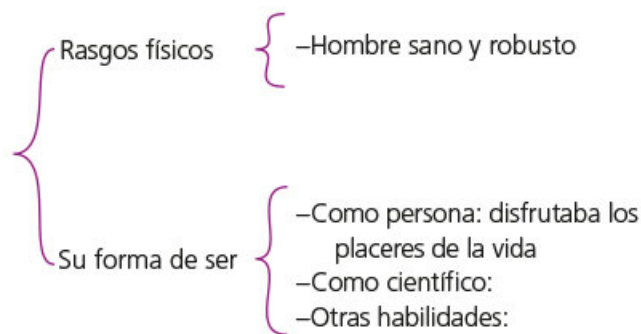 Rasgos físicos
–Hombre sano y robusto
Su forma de ser
–Como persona: disfrutaba los
placeres de la vida
–Como científico:
–Otras habilidades: